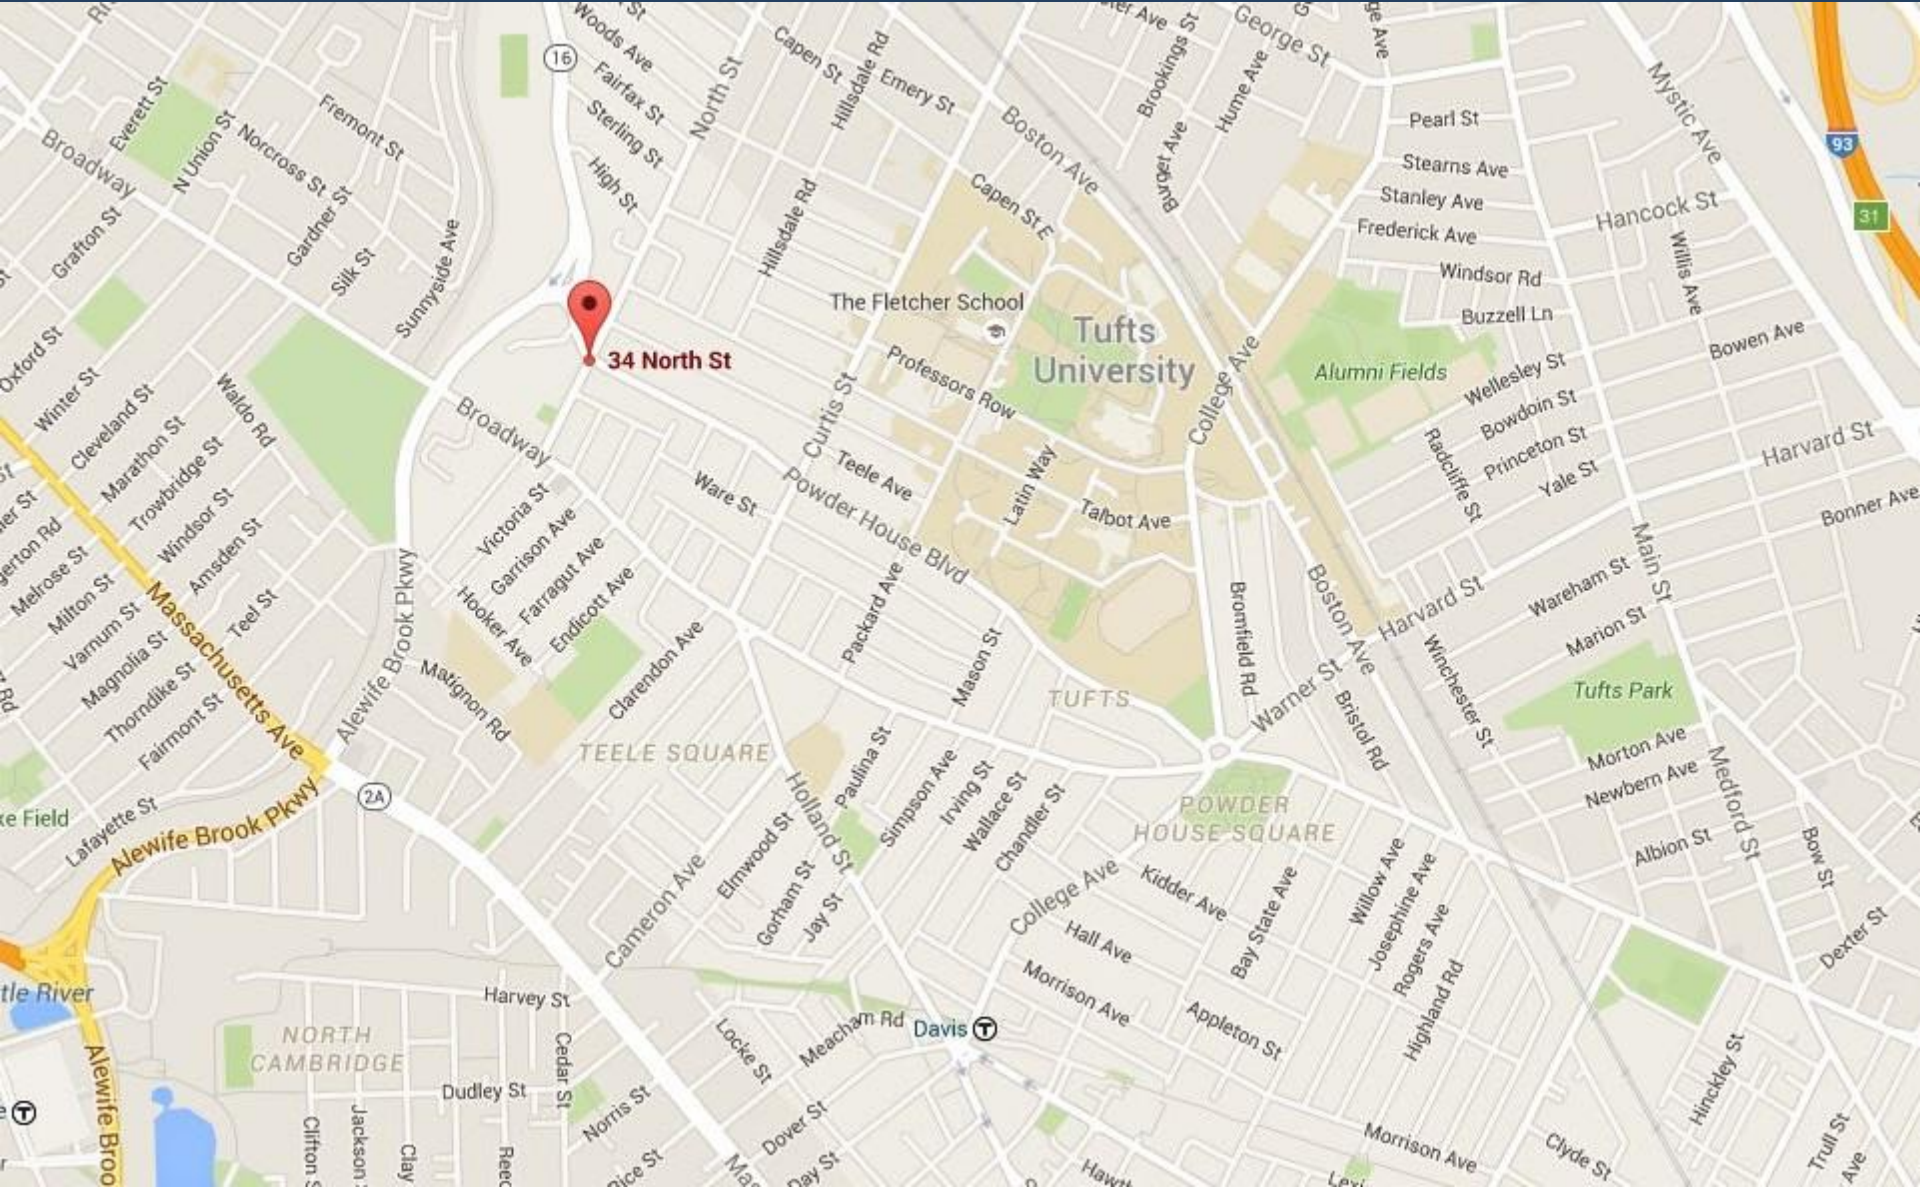 Woods Ave
Fairfax St
Sterling St
High St
16
North St
Capen St
Hillsdale Rd
Emery St
Hillsdale Rd
Boston Ave
Capen St E
Brookings St
Burget Ave
Hume Ave
George St
Pearl St
Stearns Ave
Stanley Ave
Frederick Ave
Windsor Rd
Buzzell Ln
Mystic Ave
93
31
Hancock St
Willis Ave
Bowen Ave
Everett St
N Union St
Norcross St
Fremont St
Broadway
Grafton St
Gardner St
Silk St
Sunnyside Ave
Oxford St
Winter St
Cleveland St
Marathon St
Trowbridge St
Windsor St
Amsden St
Teel St
Waldo Rd
34 North St
The Fletcher School
Tufts
University
Professors Row
College Ave
Alumni Fields
Wellesley St
Bowdoin St
Princeton St
Yale St
Radcliffe St
Harvard St
Bonner Ave
Main St
Broadway
Curtis St
Teele Ave
Powder House Blvd
Ware St
Latin Way
Talbot Ave
Victoria St
Garrison Ave
Farragut Ave
Endicott Ave
Hooker Ave
Clarendon Ave
Packard Ave
Mason St
Bromfield Rd
Boston Ave
Harvard St
Warner St
Bristol Rd
Winchester St
Wareham St
Marion St
Tufts Park
Morton Ave
Newbern Ave
Albion St
Medford St
Bow St
Dexter St
Melrose St
Milton St
Varnum St
Magnolia St
Thorndike St
Fairmont St
Lafayette St
Massachusetts Ave
Alewife Brook Pkwy
Alewife Brook Pkwy
Matignon Rd
2A
TEELE SQUARE
TUFTS
Holland St
Paulina St
Simpson Ave
Irving St
Wallace St
Chandler St
POWDER
HOUSE SQUARE
College Ave
Kidder Ave
Hall Ave
Morrison Ave
Bay State Ave
Willow Ave
Josephine Ave
Rogers Ave
Highland Rd
Appleton St
Elmwood St
Gorham St
Jay St
Cameron Ave
Harvey St
NORTH
CAMBRIDGE
Dudley St
Cedar St
Norris St
Locke St
Meacham Rd
Davis T
Dover St
Day St
Rice St
Clifton S
Jackson
Clay
Reed
Alewife Broo
T
Morrison Ave
Clyde St
Hinckley St
Trull St
Ave